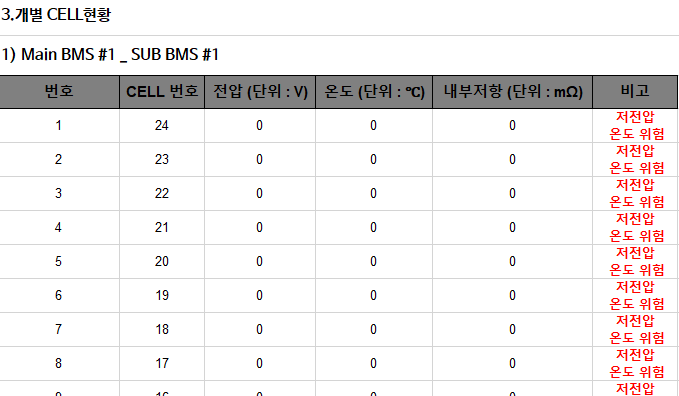 3.개별 CELL현황
1) Main BMS #1 _ SUB BMS #1
번호 CELL 번호 전압 (단위 : V) 온도 (단위 : ℃) 내부저항 (단위 : mΩ) 비고
1 24 0 0 0 저전압
온도 위험
2 23 0 0 0 저전압
온도 위험
3 22 0 0 0 저전압
온도 위험
4 21 0 0 0 저전압
온도 위험
5 20 0 0 0 저전압
온도 위험
6 19 0 0 0 저전압
온도 위험
7 18 0 0 0 저전압
온도 위험
8 17 0 0 0 저전압
온도 위험
9 16 0 0 0 저전압